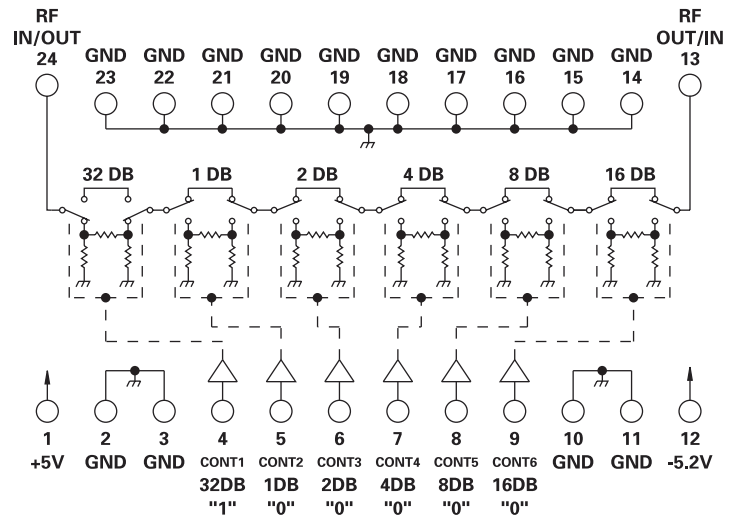 RF
IN/OUT
24
GND
23
GND
22
GND
21
GND
20
GND
19
GND
18
GND
17
GND
16
GND
15
GND
14
RF
OUT/IN
13
32 DB
1 DB
2 DB
4 DB
8 DB
16 DB
1
+5V
2
GND
3
GND
4
CONT1
32DB
"1"
5
CONT2
1DB
"0"
6
CONT3
2DB
"0"
7
CONT4
4DB
"0"
8
CONT5
8DB
"0"
9
CONT6
16DB
"0"
10
GND
11
GND
12
-5.2V